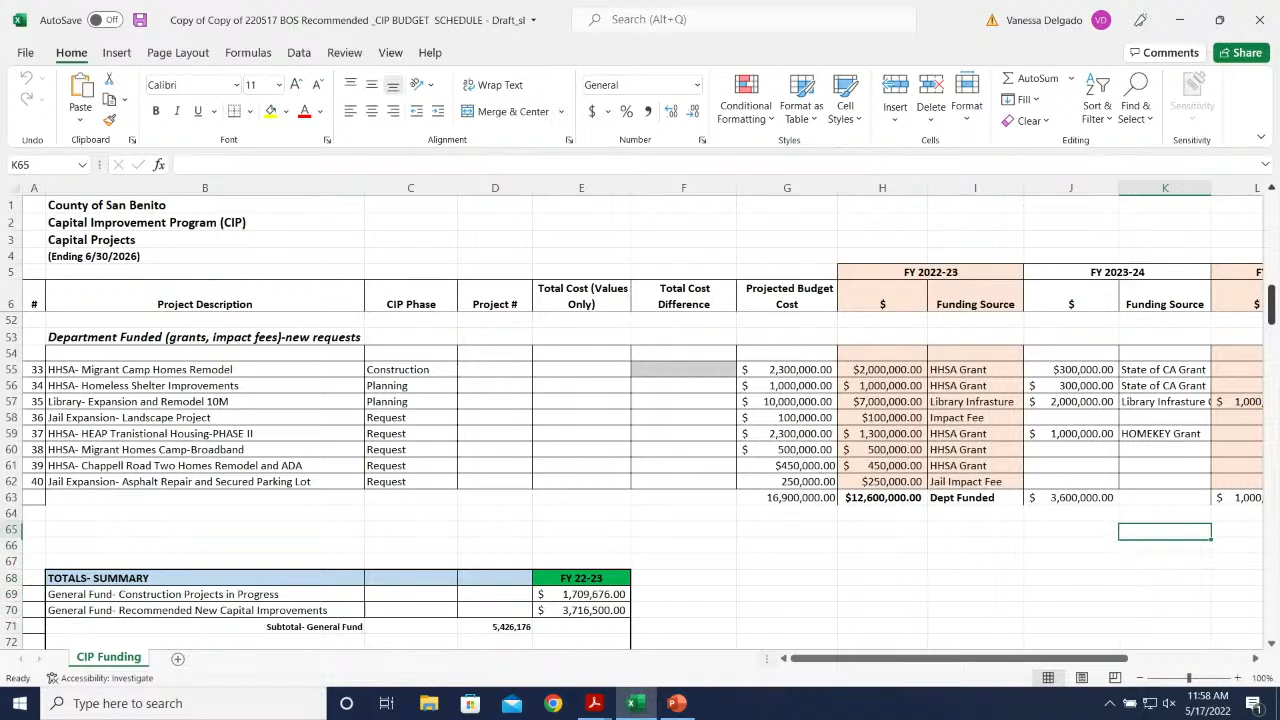 AutoSave Off Copy of Copy of 220517 BOS Recommended _CIP BUDGET SCHEDULE - Draft_sl Search (Alt+Q) Vanessa Delgado VD
File Home Insert Page Layout Formulas Data Review View Help Comments Share
Calibri 11 Wrap Text General AutoSum
Paste Conditional Formatting Format as Table Cell Styles Insert Delete Format Fill Sort & Filter Find & Select Sensitivity
B I U A Merge & Center $ % Clear
Undo Clipboard Font Alignment Number Styles Cells Editing Sensitivity
K65 fx
A B C D E F G H I J K L
1 County of San Benito
2 Capital Improvement Program (CIP)
3 Capital Projects
4 (Ending 6/30/2026)
5 FY 2022-23 FY 2023-24 F
6 # Project Description CIP Phase Project # Total Cost (Values Only) Total Cost Difference Projected Budget Cost $ Funding Source $ Funding Source $
52
53 Department Funded (grants, impact fees)-new requests
54
55 33 HHSA- Migrant Camp Homes Remodel Construction $ 2,300,000.00 $2,000,000.00 HHSA Grant $300,000.00 State of CA Grant
56 34 HHSA- Homeless Shelter Improvements Planning $ 1,000,000.00 $ 1,000,000.00 HHSA Grant $ 300,000.00 State of CA Grant
57 35 Library- Expansion and Remodel 10M Planning $ 10,000,000.00 $7,000,000.00 Library Infrasture $ 2,000,000.00 Library Infrasture $ 1,000,
58 36 Jail Expansion- Landscape Project Request $ 100,000.00 $100,000.00 Impact Fee
59 37 HHSA- HEAP Transtional Housing-PHASE II Request $ 2,300,000.00 $ 1,300,000.00 HHSA Grant $ 1,000,000.00 HOMEKEY Grant
60 38 HHSA- Migrant Homes Camp-Broadband Request $ 500,000.00 $ 500,000.00 HHSA Grant
61 39 HHSA- Chappell Road Two Homes Remodel and ADA Request $450,000.00 $ 450,000.00 HHSA Grant
62 40 Jail Expansion- Asphalt Repair and Secured Parking Lot Request 250,000.00 $250,000.00 Jail Impact Fee
63 16,900,000.00 $12,600,000.00 Dept Funded $ 3,600,000.00 $ 1,000,
64
65
66
67
68 TOTALS- SUMMARY FY 22-23
69 General Fund- Construction Projects in Progress $ 1,709,676.00
70 General Fund- Recommended New Capital Improvements $ 3,716,500.00
71 Subtotal- General Fund 5,426,176
72
CIP Funding
Ready Accessibility: Investigate 100%
Type here to search 11:58 AM
5/17/2022